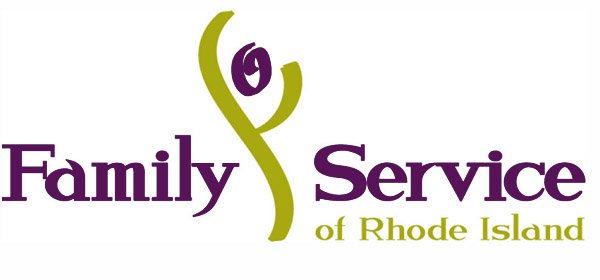 Family Service
of Rhode Island